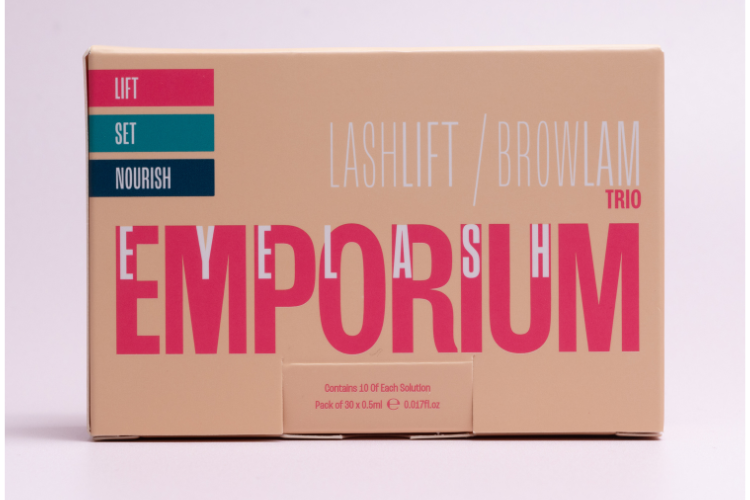 LIFT
SET
NOURISH
LASHLIFT / BROWLAM
TRIO
EYELASH
EMPORIUM
Contains 10 Of Each Solution
Pack of 30 x 0.5ml ℮ 0.017fl.oz